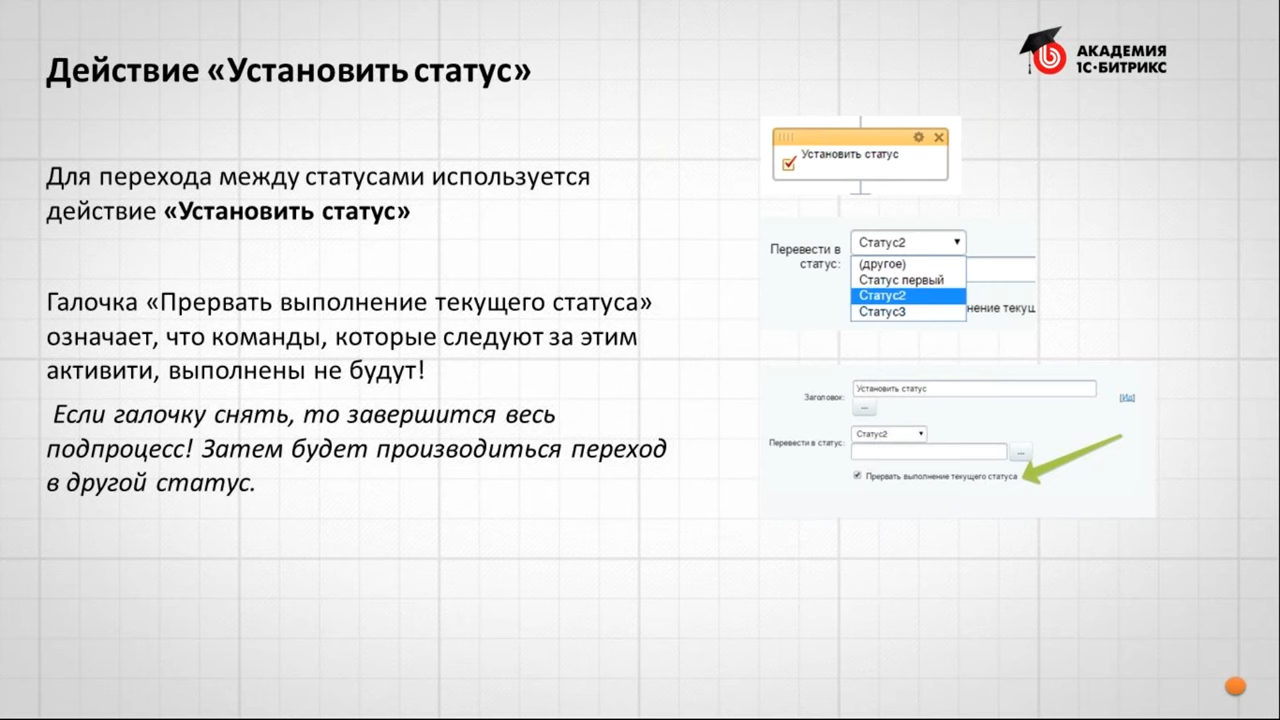 Действие «Установить статус»
АКАДЕМИЯ
1С-БИТРИКС
Для перехода между статусами используется
действие «Установить статус»
Галочка «Прервать выполнение текущего статуса»
означает, что команды, которые следуют за этим
активити, выполнены не будут!
Если галочку снять, то завершится весь
подпроцесс! Затем будет производиться переход
в другой статус.
Установить статус
Перевести в
статус:
Статус2
(другое)
Статус первый
Статус2
Статус3
нение текущ
Заголовок:
Установить статус
...
[Ид]
Перевести в статус:
Статус2
...
Прервать выполнение текущего статуса